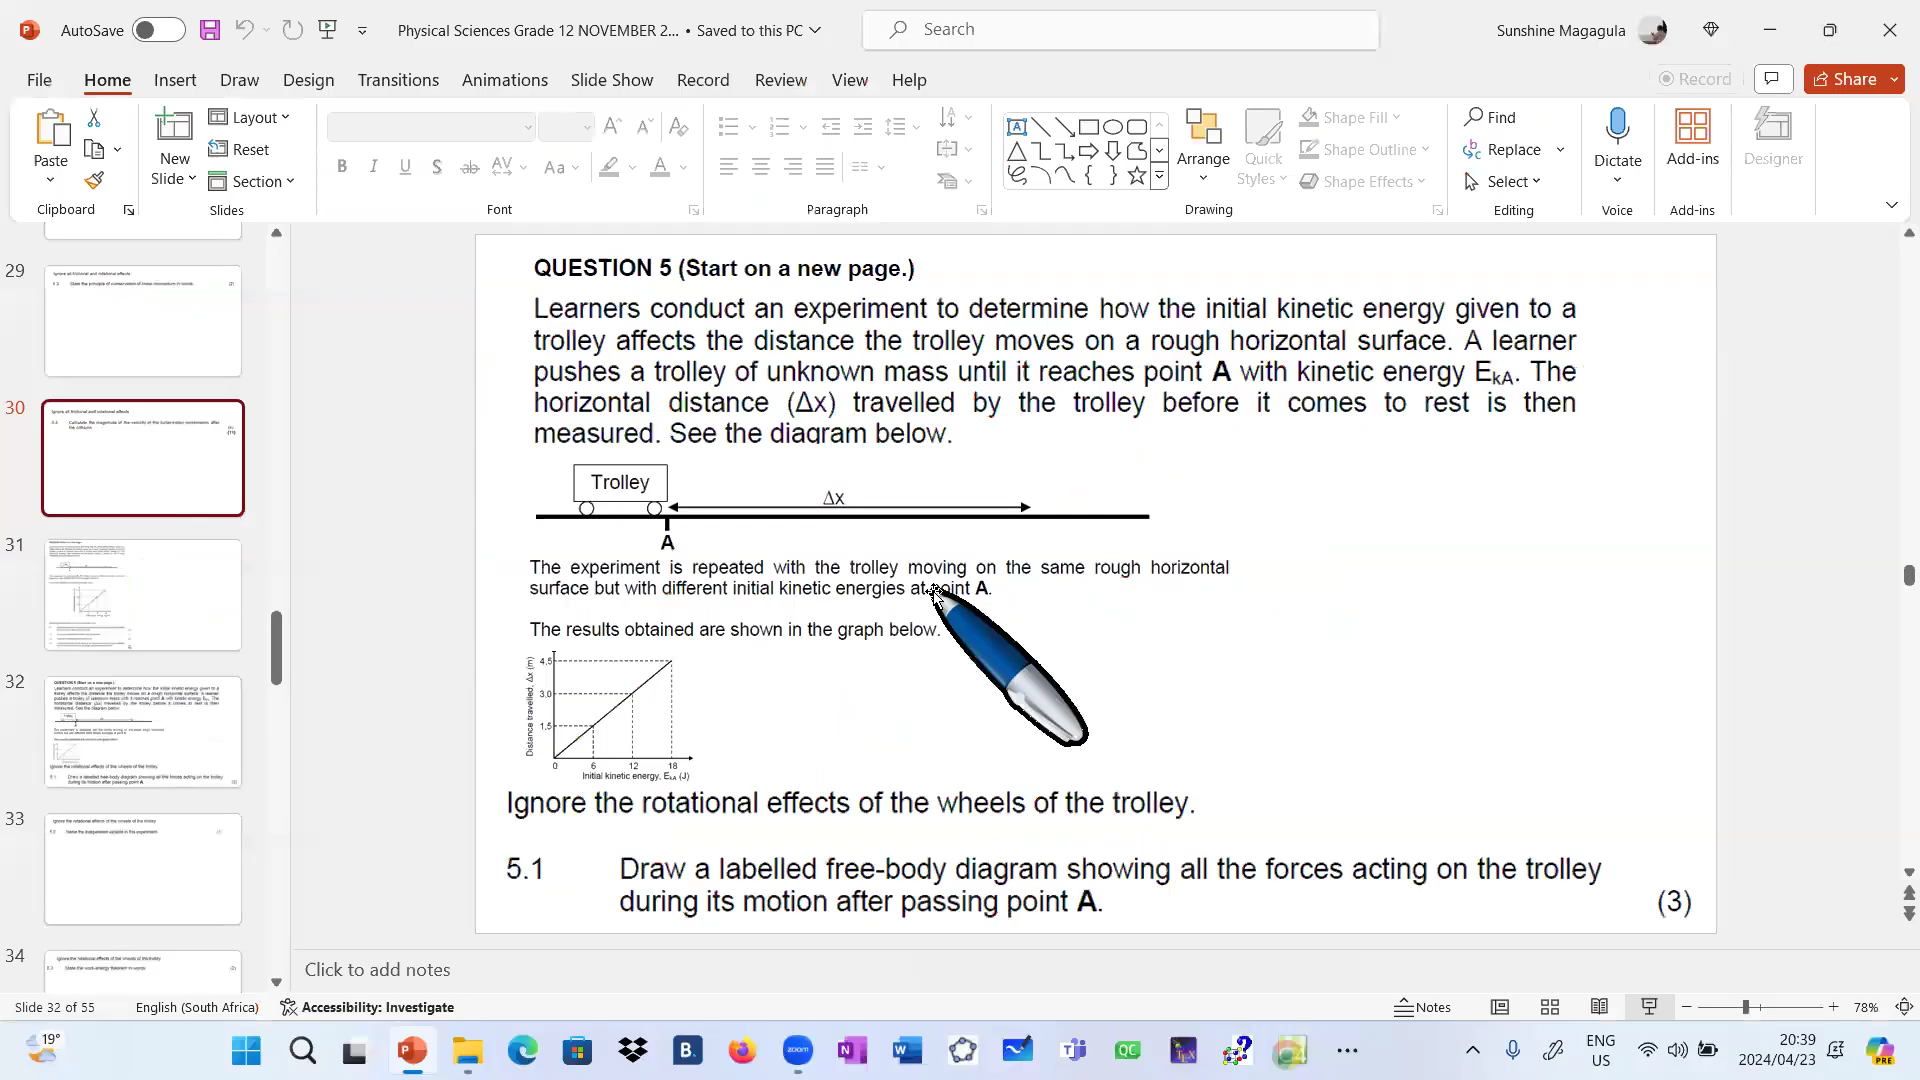 AutoSave
Physical Sciences Grade 12 NOVEMBER 2... • Saved to this PC
Search
Sunshine Magagula
File
Home
Insert
Draw
Design
Transitions
Animations
Slide Show
Record
Review
View
Help
Record
Share
Paste
New Slide
Layout
Reset
Section
Arrange
Quick Styles
Shape Fill
Shape Outline
Shape Effects
Find
Replace
Select
Dictate
Add-ins
Designer
Clipboard
Slides
Font
Paragraph
Drawing
Editing
Voice
Add-ins
29
30
31
32
33
34
QUESTION 5 (Start on a new page.)
Learners conduct an experiment to determine how the initial kinetic energy given to a
trolley affects the distance the trolley moves on a rough horizontal surface. A learner
pushes a trolley of unknown mass until it reaches point A with kinetic energy EkA. The
horizontal distance (Δx) travelled by the trolley before it comes to rest is then
measured. See the diagram below.
Trolley
Δx
A
The experiment is repeated with the trolley moving on the same rough horizontal
surface but with different initial kinetic energies at point A.
The results obtained are shown in the graph below.
Distance travelled, Δx (m)
4,5
3,0
1,5
0 6 12 18
Initial kinetic energy, EkA (J)
Ignore the rotational effects of the wheels of the trolley.
5.1 Draw a labelled free-body diagram showing all the forces acting on the trolley
during its motion after passing point A. (3)
Click to add notes
Slide 32 of 55
English (South Africa)
Accessibility: Investigate
Notes
78%
19°
ENG
US
20:39
2024/04/23